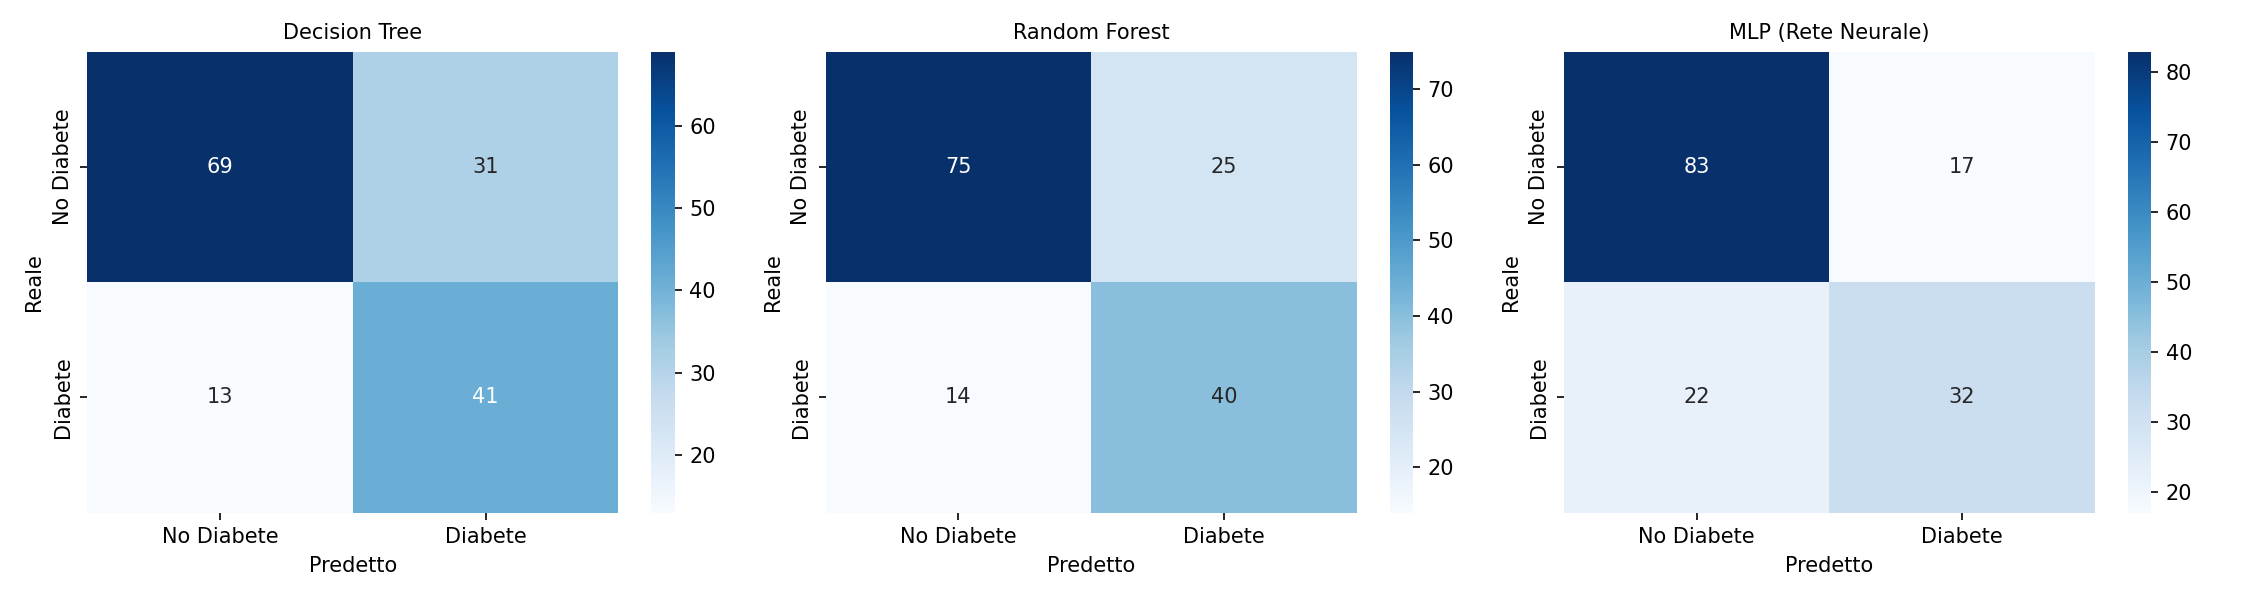 Decision Tree
No Diabete
Diabete
Reale
69
31
13
41
60
50
40
30
20
No Diabete
Diabete
Predetto
Random Forest
No Diabete
Diabete
Reale
75
25
14
40
70
60
50
40
30
20
No Diabete
Diabete
Predetto
MLP (Rete Neurale)
No Diabete
Diabete
Reale
83
17
22
32
80
70
60
50
40
30
20
No Diabete
Diabete
Predetto